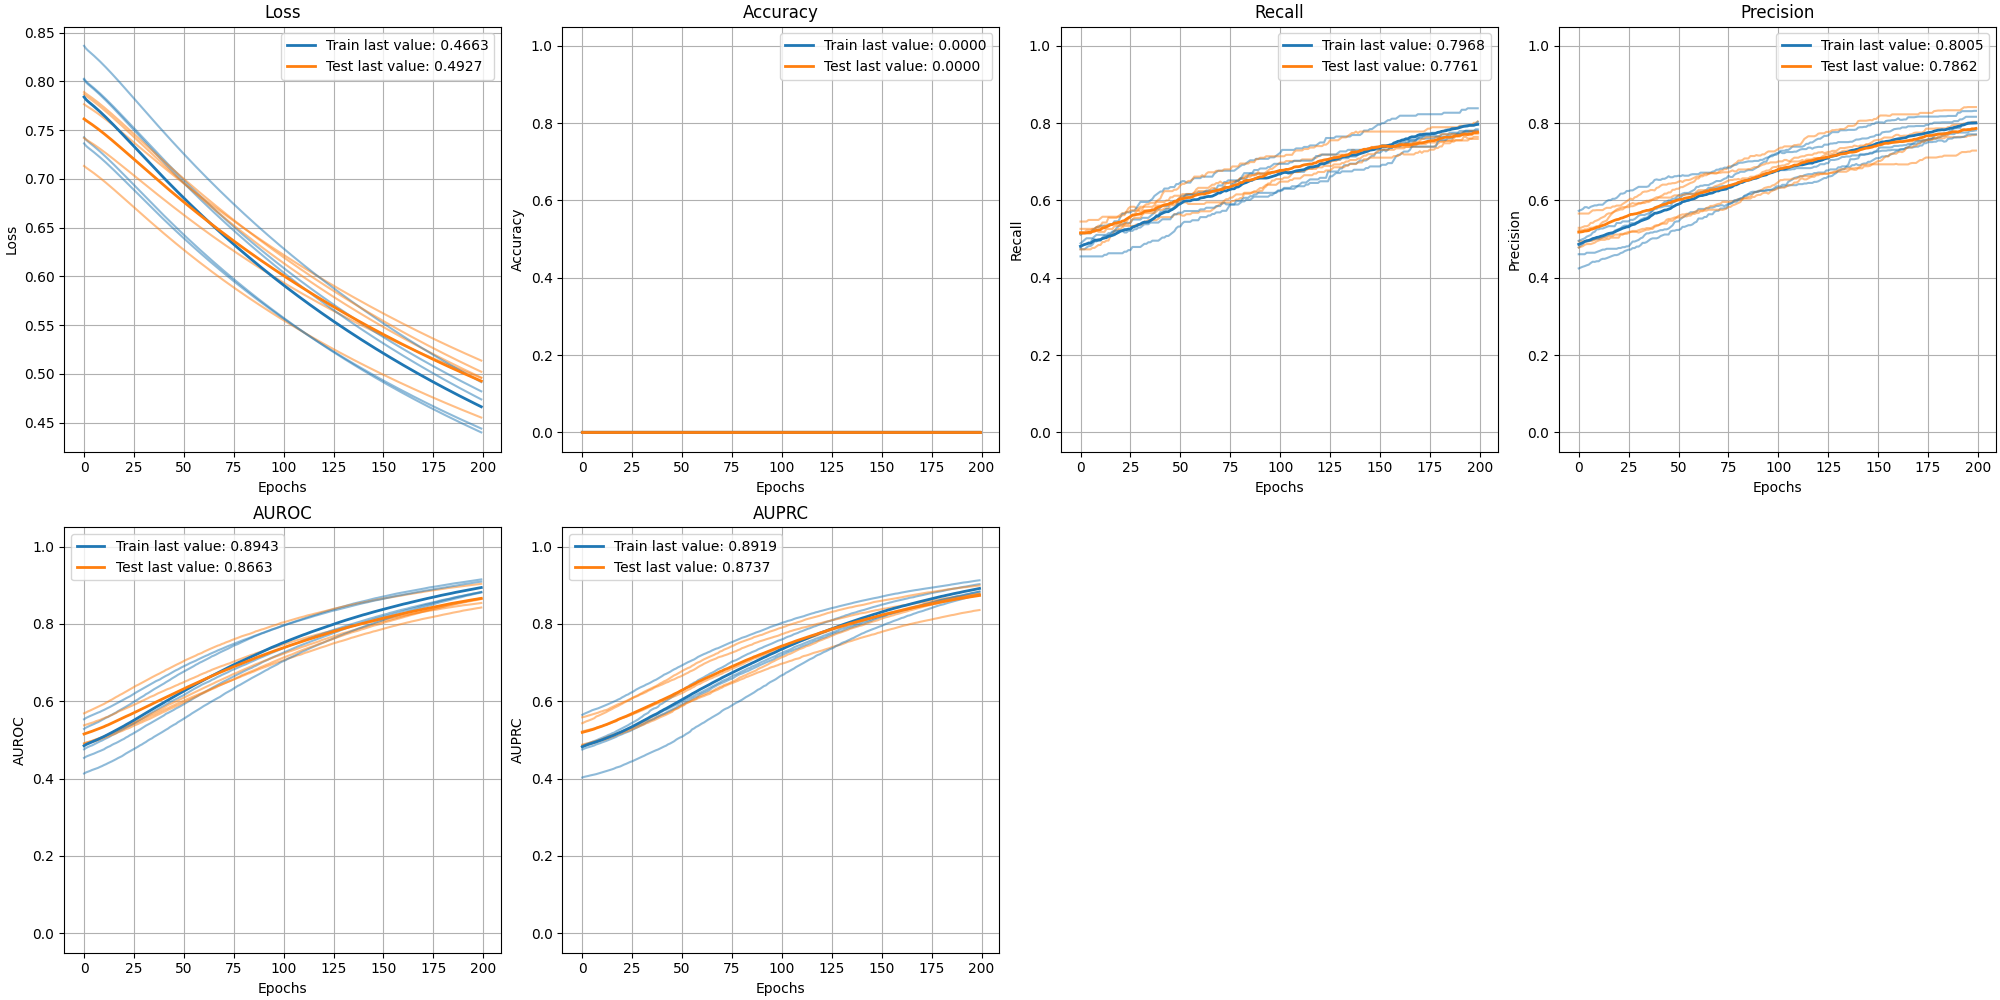 Loss
Train last value: 0.4663
Test last value: 0.4927
0.85
0.80
0.75
0.70
0.65
0.60
0.55
0.50
0.45
Loss
0 25 50 75 100 125 150 175 200
Epochs
Accuracy
Train last value: 0.0000
Test last value: 0.0000
1.0
0.8
0.6
0.4
0.2
0.0
Accuracy
0 25 50 75 100 125 150 175 200
Epochs
Recall
Train last value: 0.7968
Test last value: 0.7761
1.0
0.8
0.6
0.4
0.2
0.0
Recall
0 25 50 75 100 125 150 175 200
Epochs
Precision
Train last value: 0.8005
Test last value: 0.7862
1.0
0.8
0.6
0.4
0.2
0.0
Precision
0 25 50 75 100 125 150 175 200
Epochs
AUROC
Train last value: 0.8943
Test last value: 0.8663
1.0
0.8
0.6
0.4
0.2
0.0
AUROC
0 25 50 75 100 125 150 175 200
Epochs
AUPRC
Train last value: 0.8919
Test last value: 0.8737
1.0
0.8
0.6
0.4
0.2
0.0
AUPRC
0 25 50 75 100 125 150 175 200
Epochs